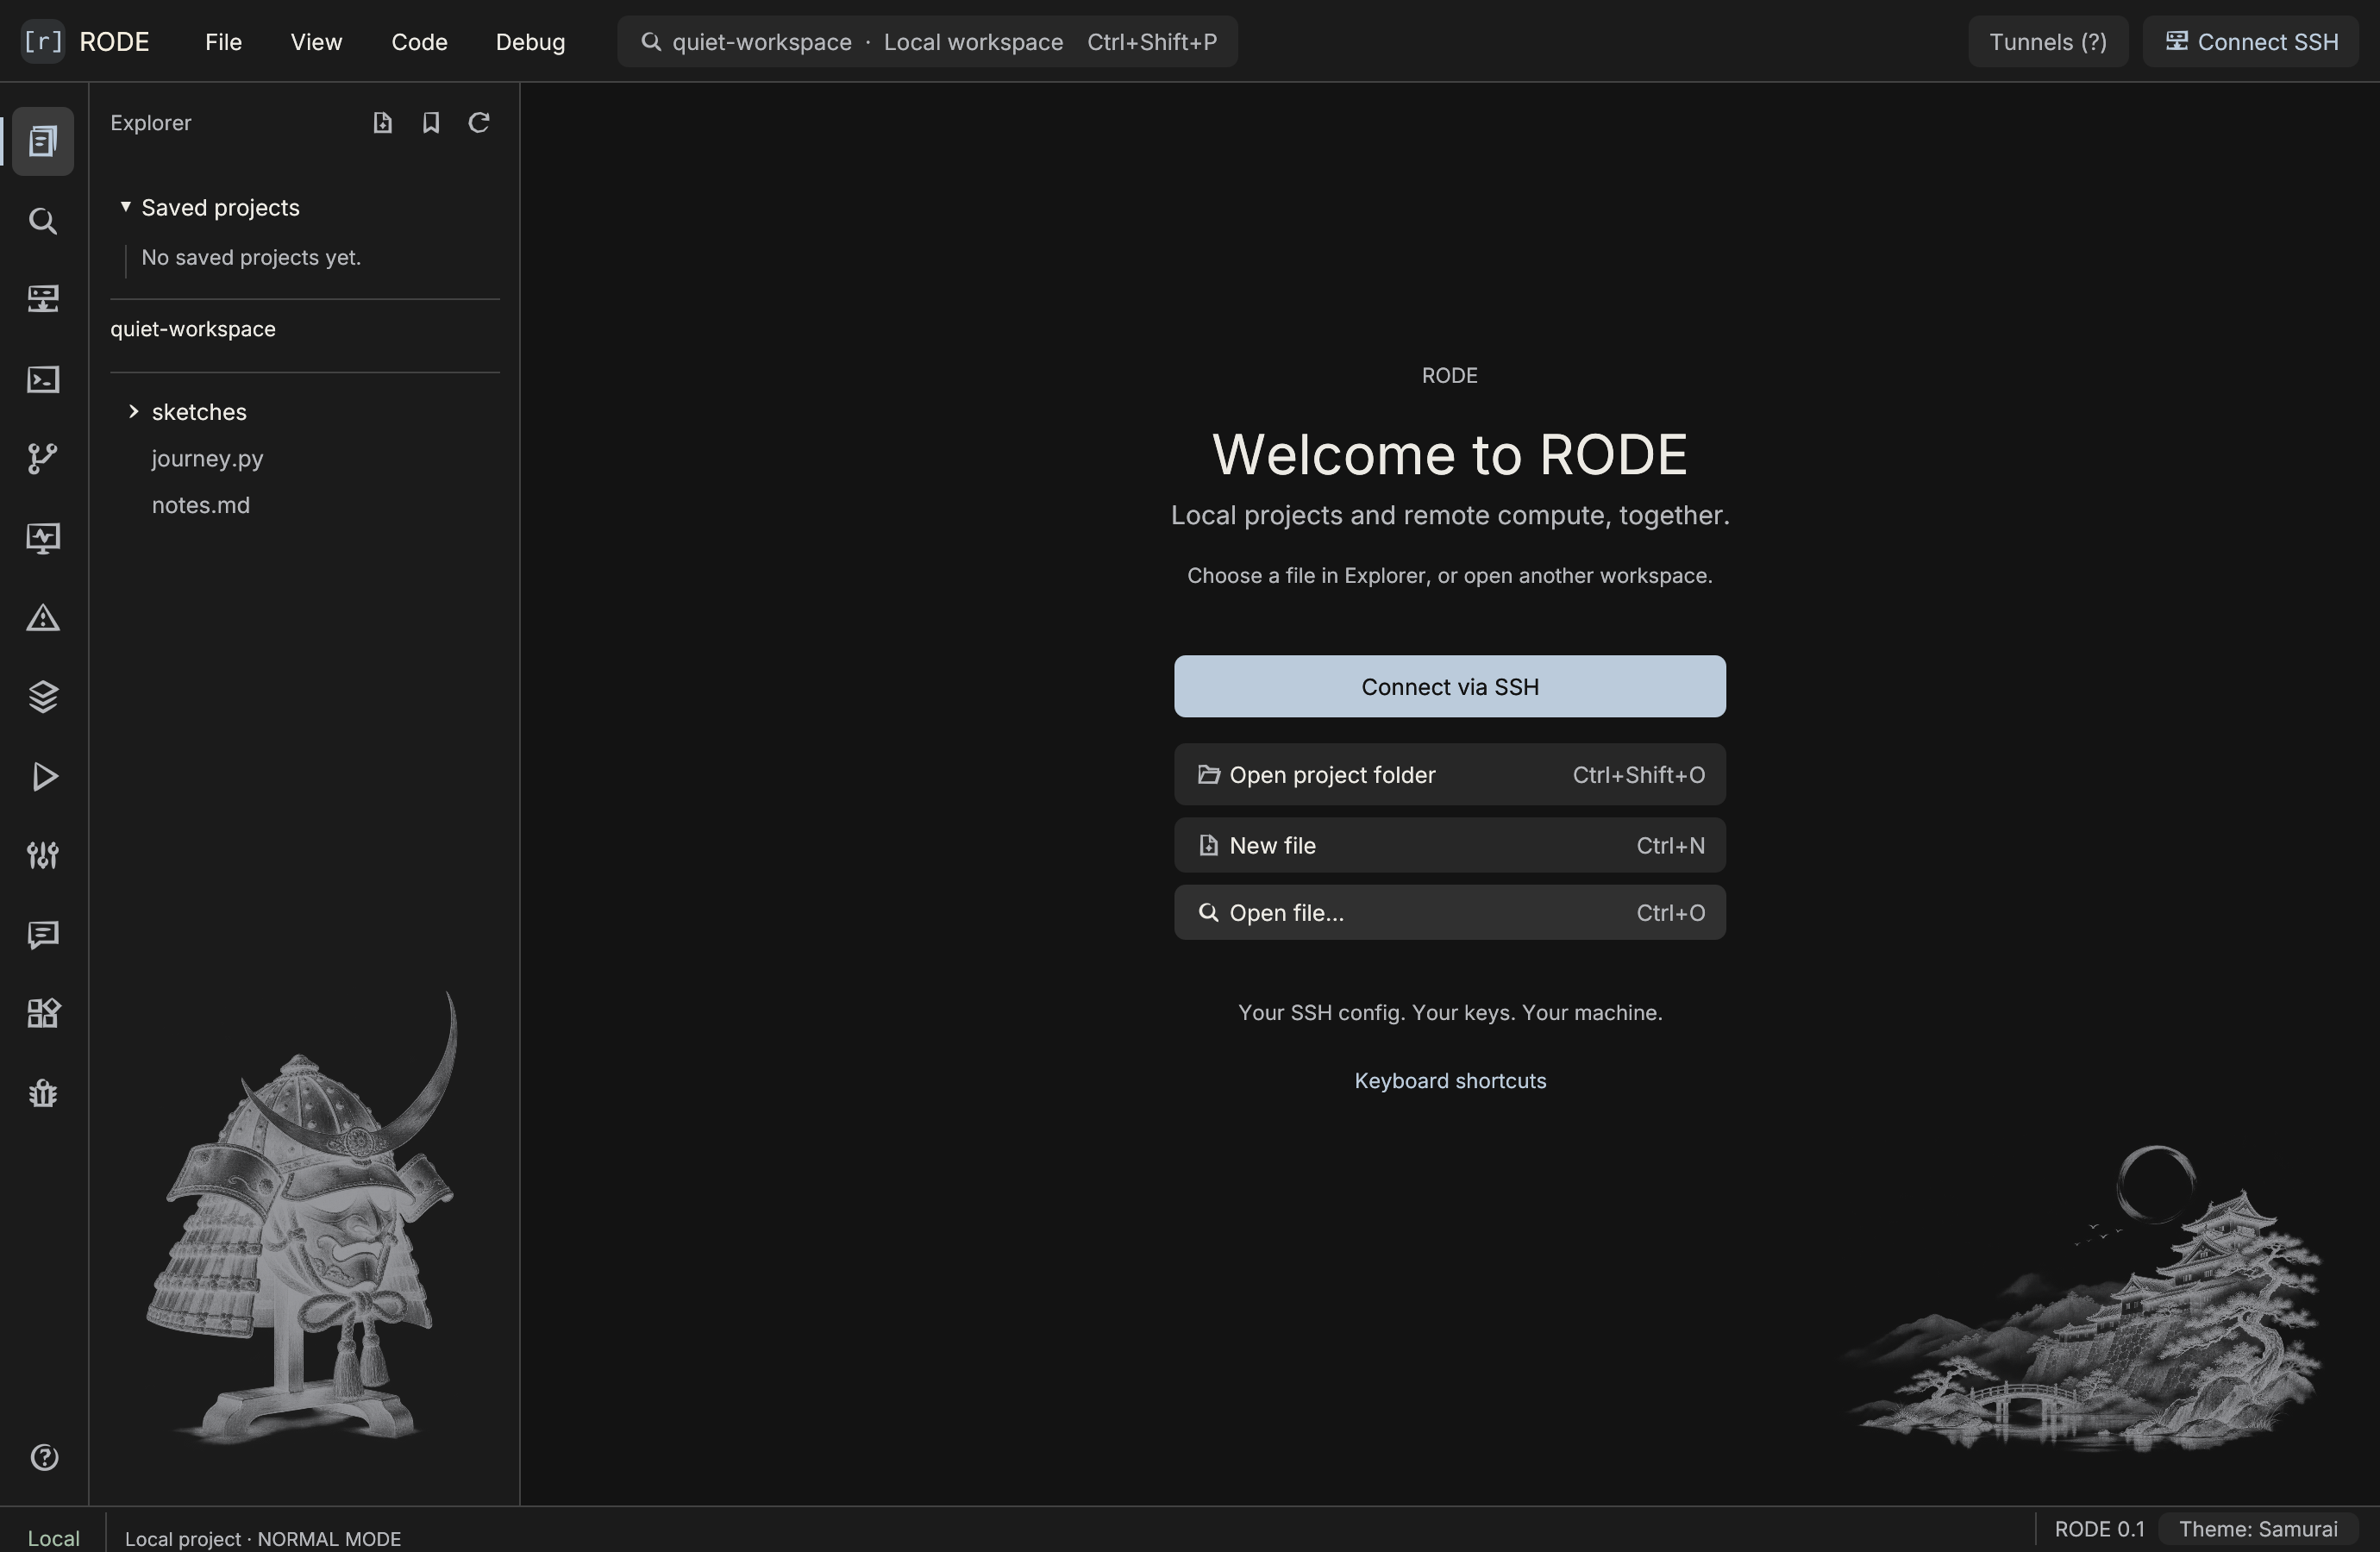 [r] RODE File View Code Debug quiet-workspace · Local workspace Ctrl+Shift+P Tunnels (?) Connect SSH
Explorer
Saved projects
No saved projects yet.
quiet-workspace
sketches
journey.py
notes.md
RODE
Welcome to RODE
Local projects and remote compute, together.
Choose a file in Explorer, or open another workspace.
Connect via SSH
Open project folder Ctrl+Shift+O
New file Ctrl+N
Open file... Ctrl+O
Your SSH config. Your keys. Your machine.
Keyboard shortcuts
Local Local project · NORMAL MODE RODE 0.1 Theme: Samurai